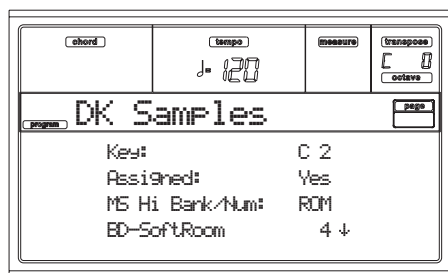 chord
tempo
measure
transpose
♩= 120
C 0
octave
program
DK Samples
page
Key: C 2
Assigned: Yes
MS Hi Bank/Num: ROM
BD-SoftRoom 4 ↓